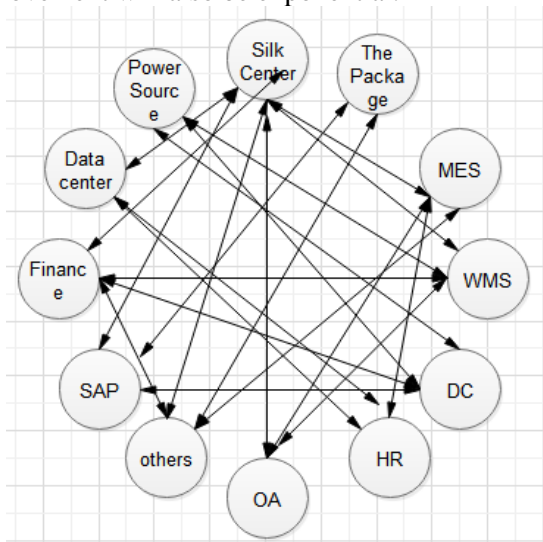 Silk
Center
The
Packa
ge
Power
Sourc
e
MES
Data
center
WMS
Financ
e
DC
SAP
HR
others
OA